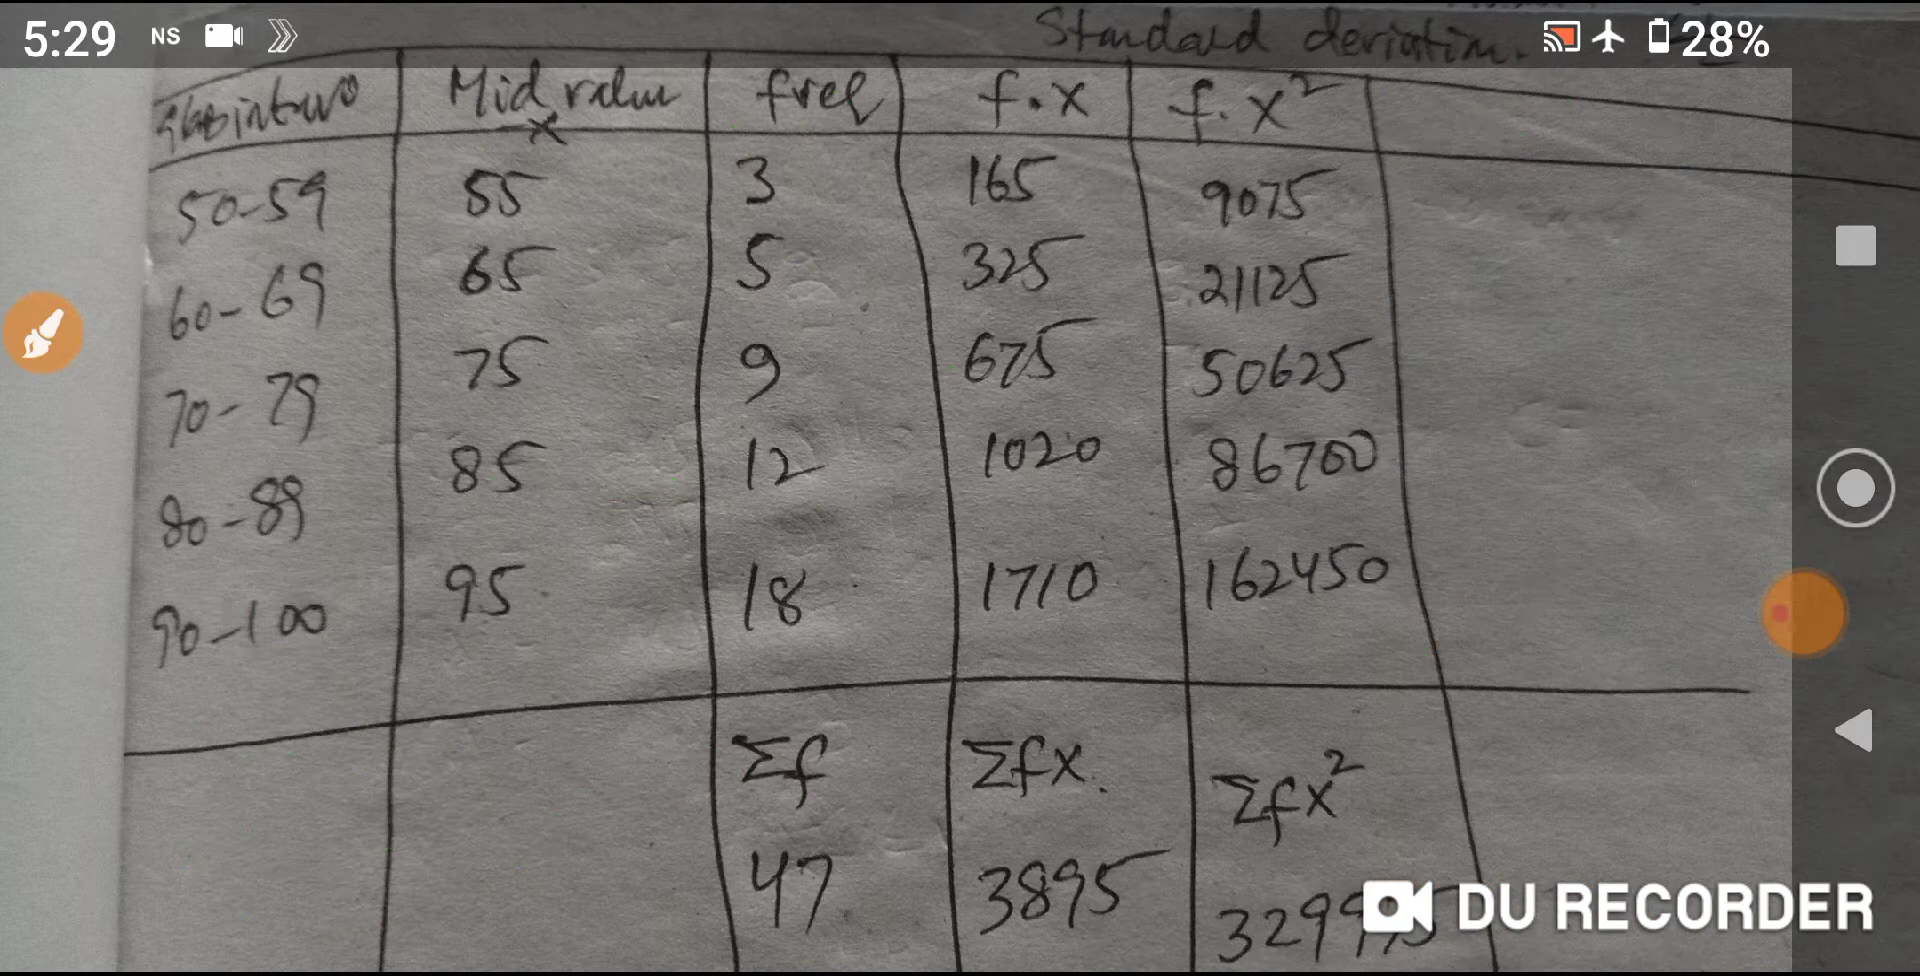 5:29 NS 28%
Standard deviation.
Mid value freq f.x f.x²
x
50-59 55 3 165 9075
60-69 65 5 325 21125
70-79 75 9 675 50625
80-89 85 12 1020 86700
90-100 95 18 1710 162450
Σf Σfx. Σfx²
47 3895
DU RECORDER